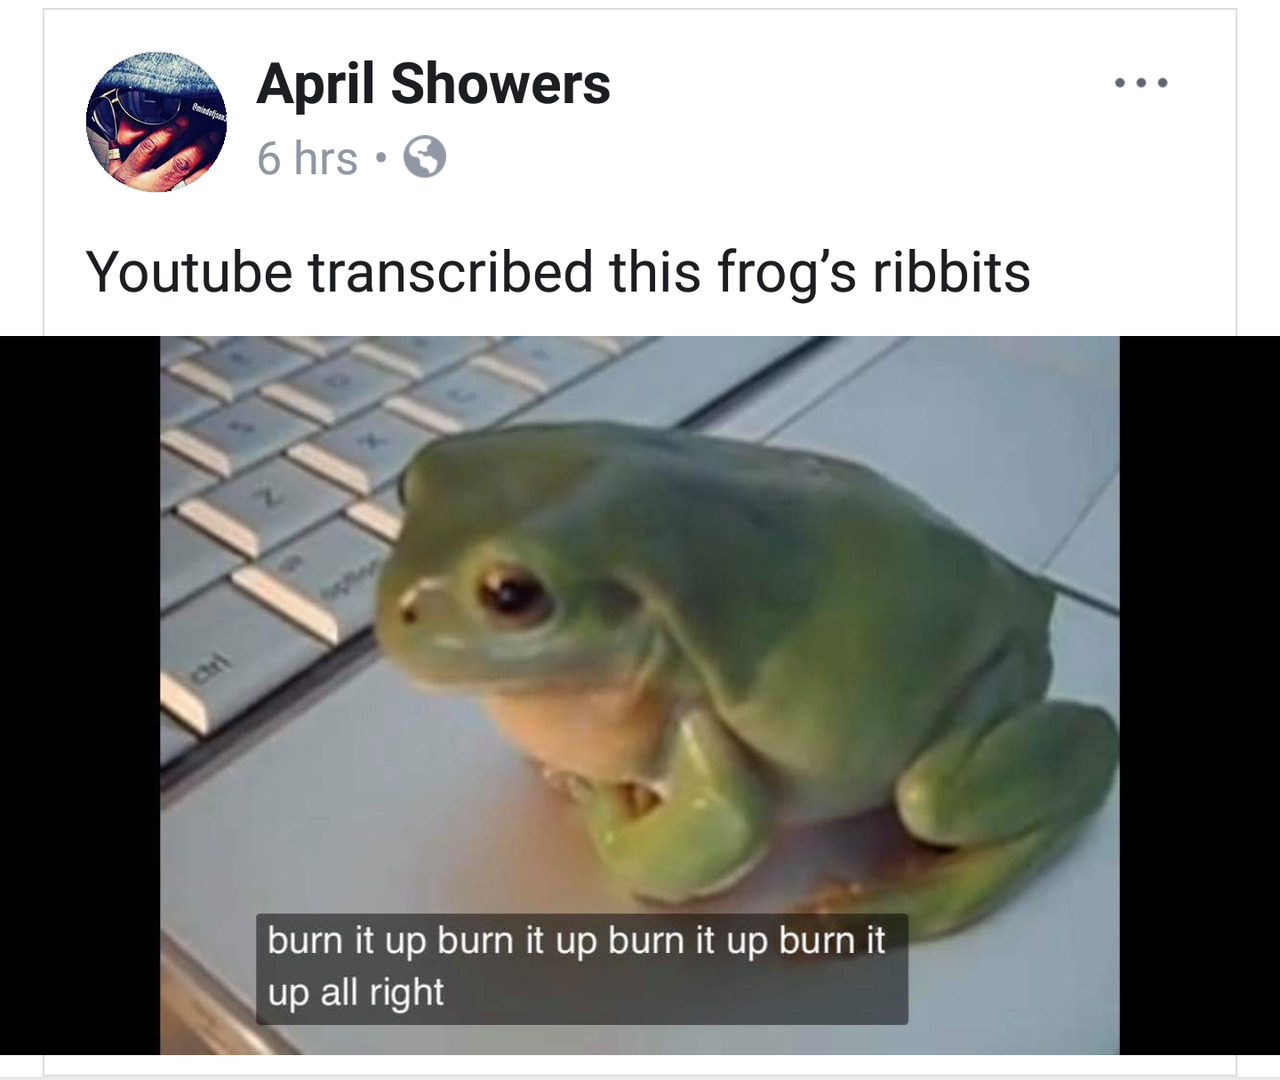 April Showers
6 hrs •
Youtube transcribed this frog’s ribbits
Z
X
ctrl
option
burn it up burn it up burn it up burn it
up all right